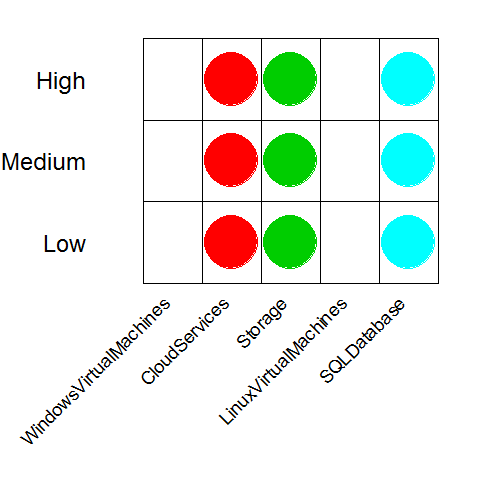 High
Medium
Low
WindowsVirtualMachines
CloudServices
Storage
LinuxVirtualMachines
SQLDatabase